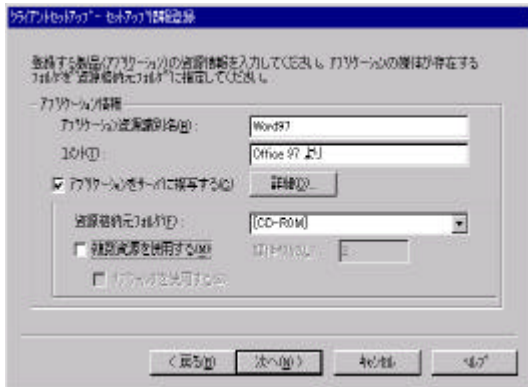 クライアントセットアップ - セットアップ情報登録
登録する製品(アプリケーション)の資源情報を入力してください。アプリケーションの媒体が存在する
フォルダを"資源格納元フォルダ"に指定してください。
アプリケーション情報
アプリケーション資源識別名(R):
Word97
コメント(T):
Office 97 より
アプリケーションをサーバに複写する(C)
詳細(D)...
資源格納元フォルダ(F):
[CD-ROM]
複数資源を使用する(M)
2
< 戻る(B)
次へ(N) >
キャンセル
ヘルプ